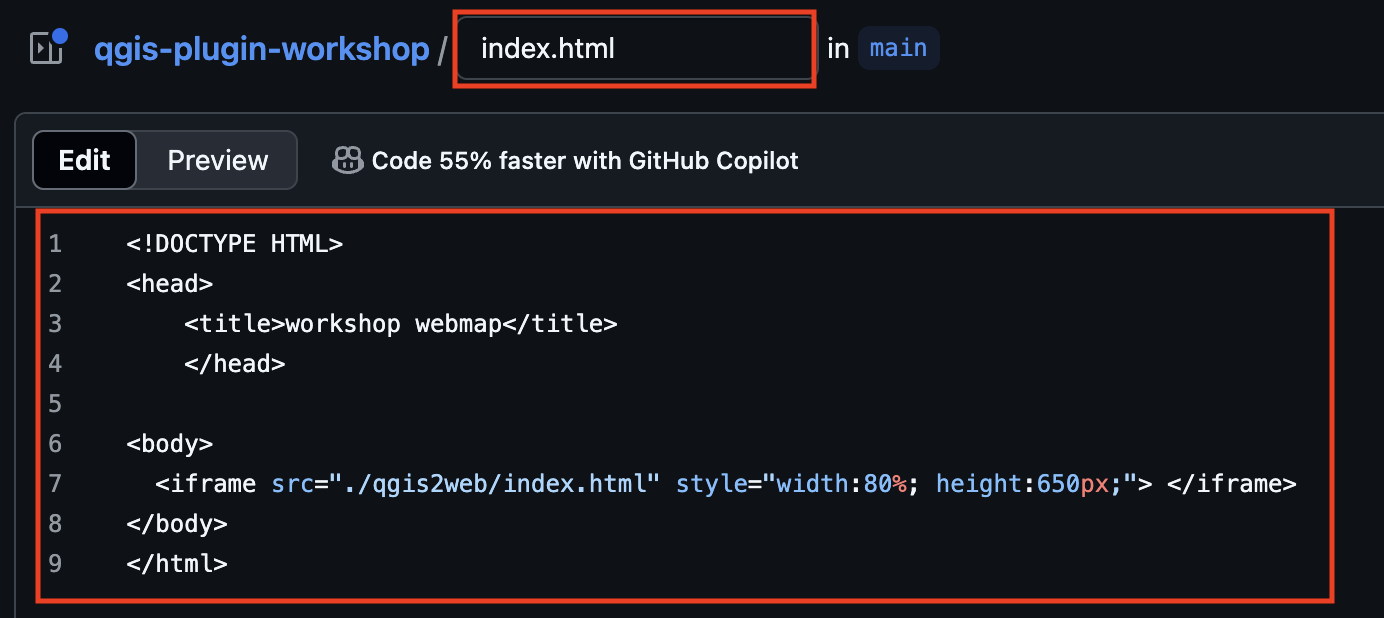 qgis-plugin-workshop / index.html in main
Edit Preview Code 55% faster with GitHub Copilot
1 <!DOCTYPE HTML>
2 <head>
3     <title>workshop webmap</title>
4     </head>
5
6 <body>
7   <iframe src="./qgis2web/index.html" style="width:80%; height:650px;"> </iframe>
8 </body>
9 </html>